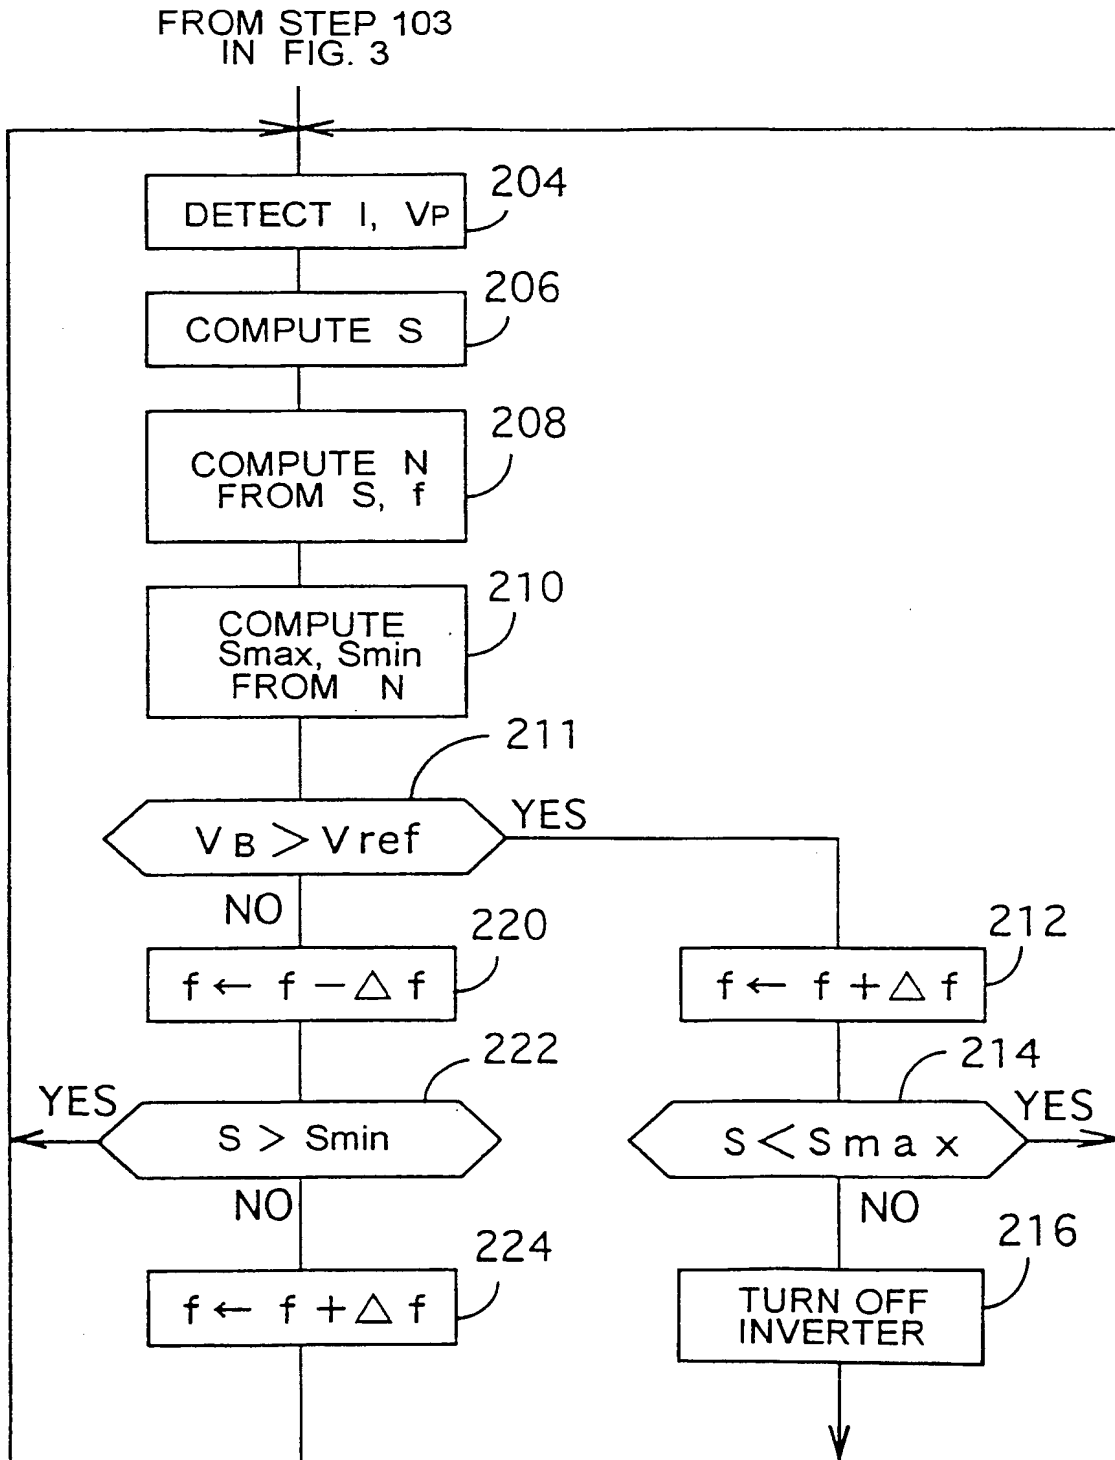 FROM STEP 103
IN FIG. 3
204
DETECT I, VP
206
COMPUTE S
208
COMPUTE N
FROM S, f
210
COMPUTE
Smax, Smin
FROM N
211
VB > Vref
YES
NO
220
f ← f − △ f
212
f ← f + △ f
222
S > Smin
YES
NO
214
S < Smax
YES
NO
224
f ← f + △ f
216
TURN OFF
INVERTER